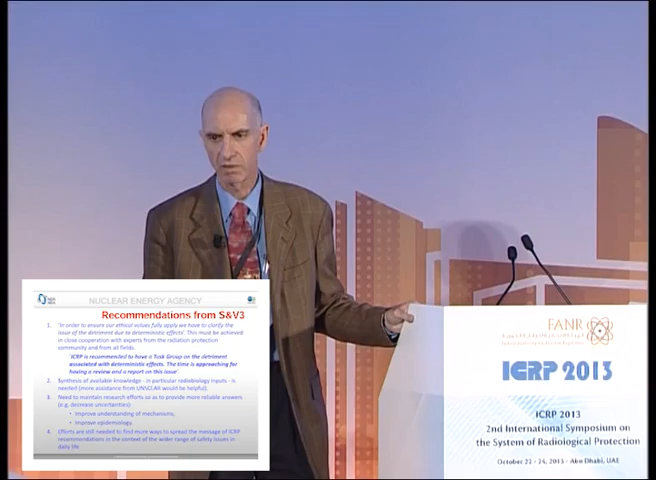 NUCLEAR ENERGY AGENCY
Recommendations from S&V3
1. 'In order to ensure our ethical values fully apply we have to clarify the
issue of the detriment due to deterministic effects'. This must be achieved
in close cooperation with experts from the radiation protection
community and from all fields.
'ICRP is recommended to have a Task Group on the detriment
associated with deterministic effects. The time is approaching for
having a review and a report on this issue'.
2. Synthesis of available knowledge - in particular radiobiology inputs - is
needed (more assistance from UNSCEAR would be helpful).
3. Need to maintain research efforts so as to provide more reliable answers
(e.g. decrease uncertainties):
• Improve understanding of mechanisms,
• Improve epidemiology.
4. Efforts are still needed to find more ways to spread the message of ICRP
recommendations in the context of the wider range of safety issues in
daily life
FANR
ICRP 2013
ICRP 2013
2nd International Symposium on
the System of Radiological Protection
October 22 - 24, 2013 - Abu Dhabi, UAE